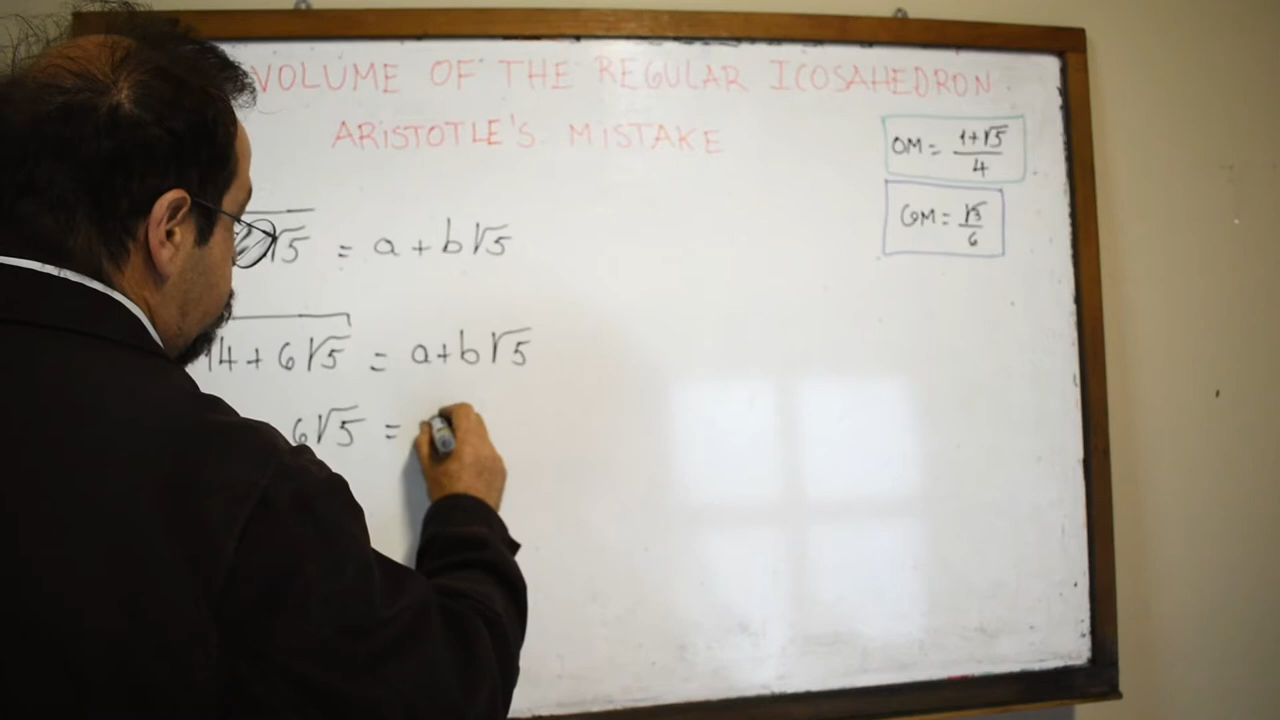 VOLUME OF THE REGULAR ICOSAHEDRON
ARISTOTLE'S MISTAKE
OM = (1+√5)/4
GM = √3/6
√5 = a + b√5
14 + 6√5 = a+b√5
6√5 =